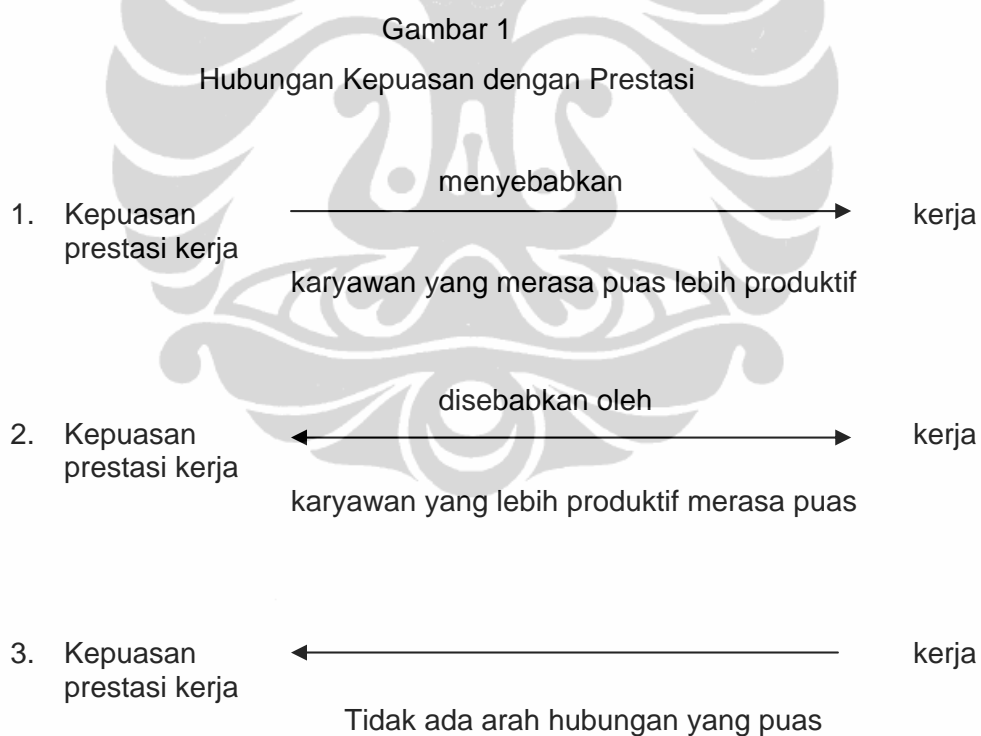 Gambar 1
Hubungan Kepuasan dengan Prestasi
menyebabkan
1. Kepuasan kerja
prestasi kerja
karyawan yang merasa puas lebih produktif
disebabkan oleh
2. Kepuasan kerja
prestasi kerja
karyawan yang lebih produktif merasa puas
3. Kepuasan kerja
prestasi kerja
Tidak ada arah hubungan yang puas